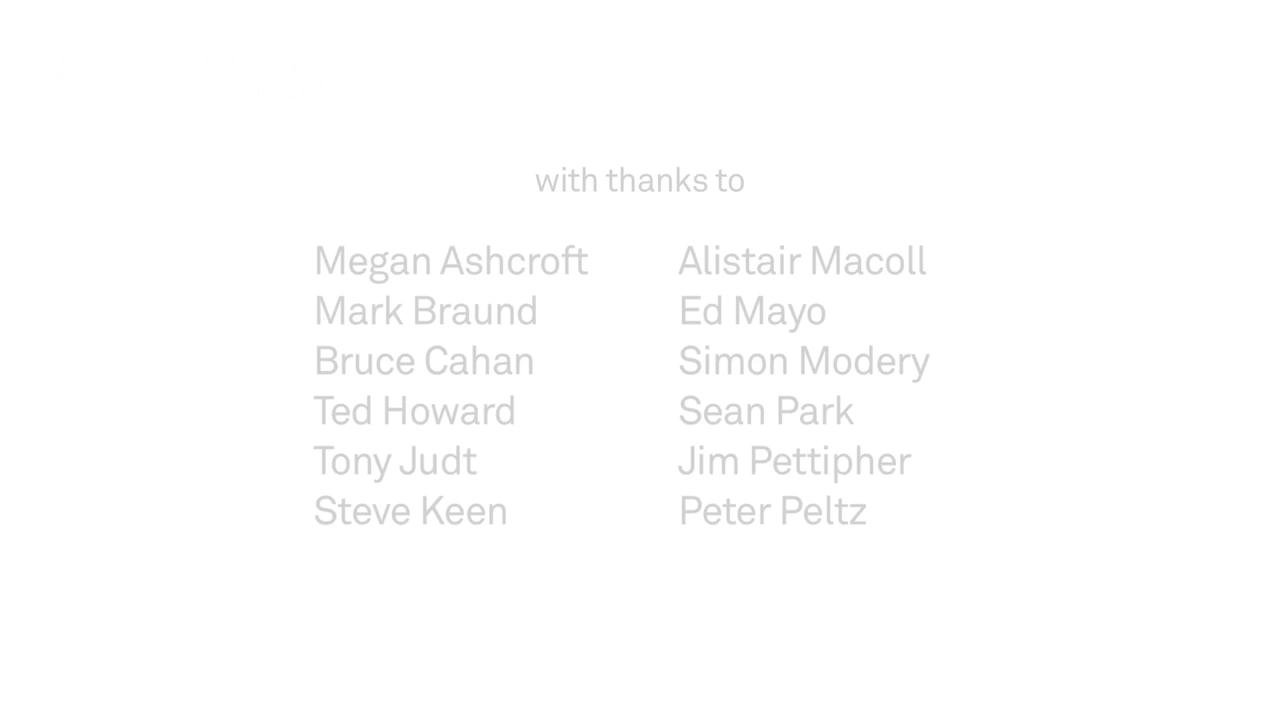 with thanks to
Megan Ashcroft
Mark Braund
Bruce Cahan
Ted Howard
Tony Judt
Steve Keen
Alistair Macoll
Ed Mayo
Simon Modery
Sean Park
Jim Pettipher
Peter Peltz